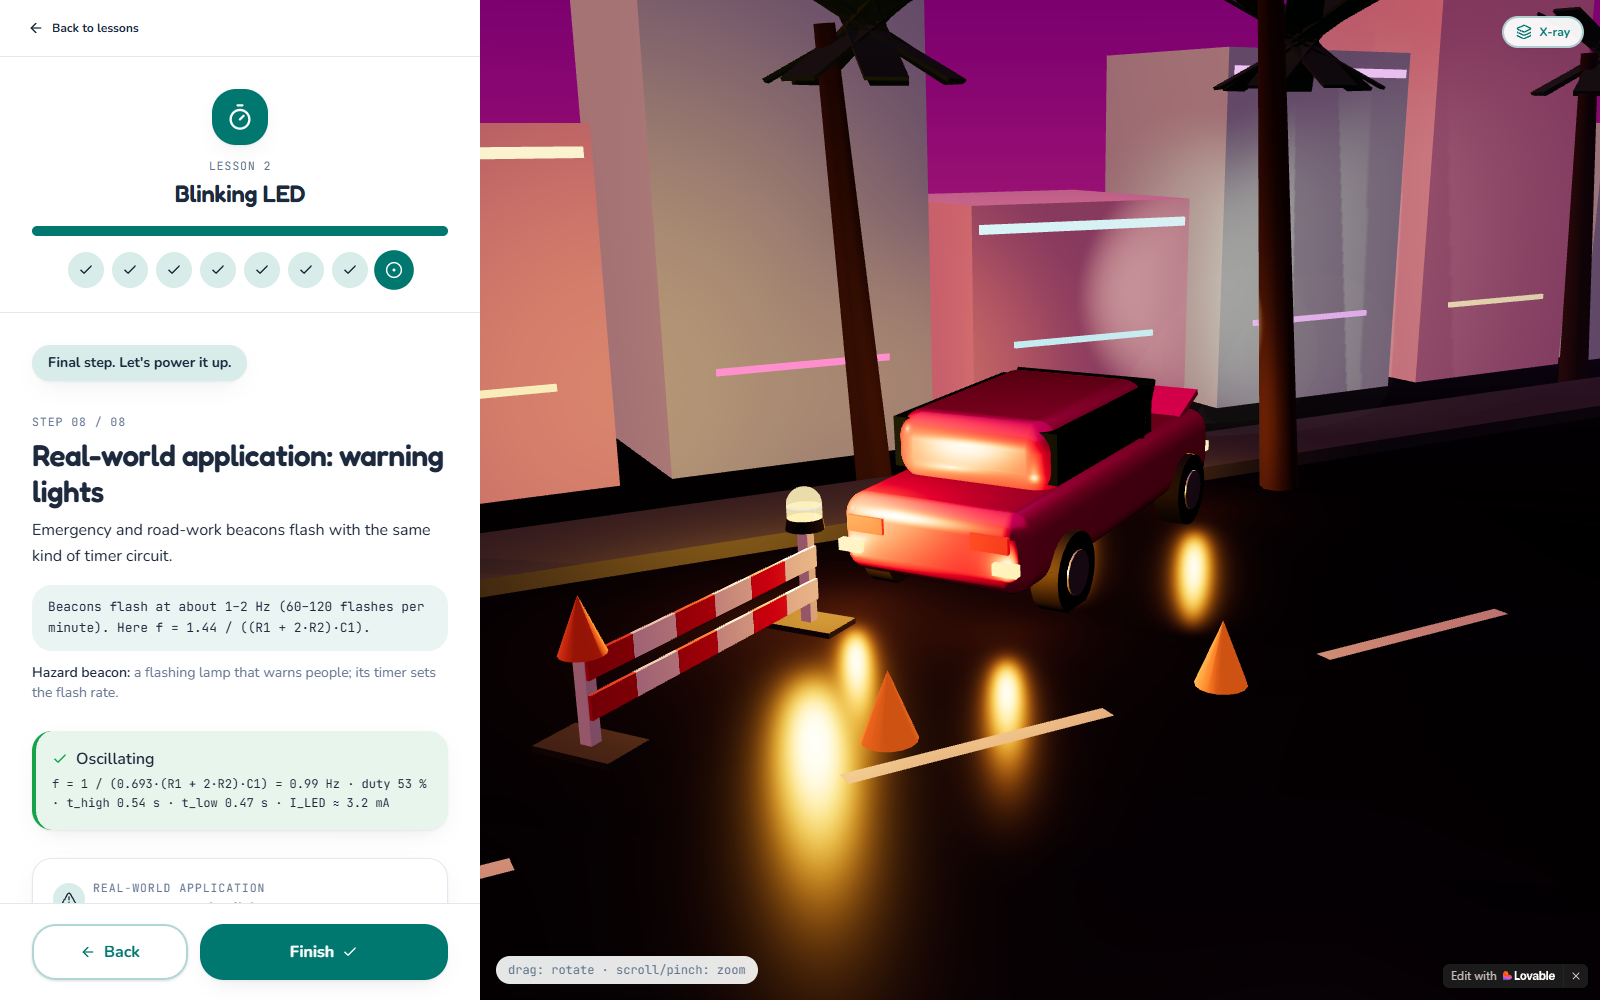 Back to lessons
LESSON 2
Blinking LED
Final step. Let's power it up.
STEP 08 / 08
Real-world application: warning
lights
Emergency and road-work beacons flash with the same
kind of timer circuit.
Beacons flash at about 1–2 Hz (60–120 flashes per
minute). Here f = 1.44 / ((R1 + 2·R2)·C1).
Hazard beacon: a flashing lamp that warns people; its timer sets
the flash rate.
Oscillating
f = 1 / (0.693·(R1 + 2·R2)·C1) = 0.99 Hz · duty 53 %
· t_high 0.54 s · t_low 0.47 s · I_LED ≈ 3.2 mA
REAL-WORLD APPLICATION
Back
Finish
X-ray
drag: rotate · scroll/pinch: zoom
Edit with Lovable